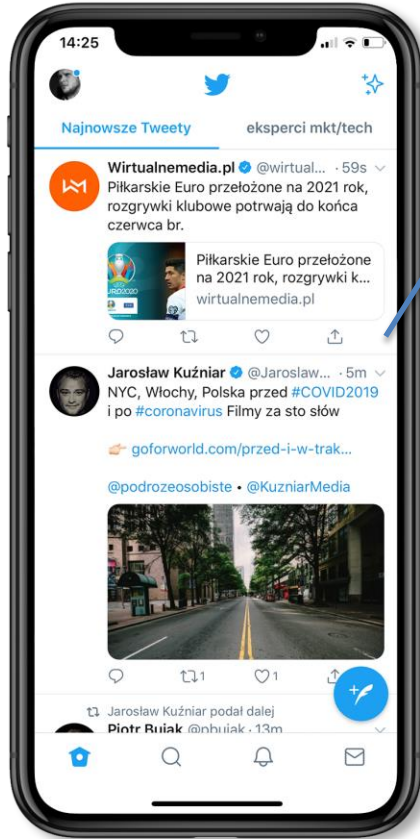 14:25
Najnowsze Tweety
eksperci mkt/tech
Wirtualnemedia.pl @wirtual... · 59s
Piłkarskie Euro przełożone na 2021 rok,
rozgrywki klubowe potrwają do końca
czerwca br.
EURO2020
Piłkarskie Euro przełożone
na 2021 rok, rozgrywki k...
wirtualnemedia.pl
Jarosław Kuźniar @Jaroslaw... · 5m
NYC, Włochy, Polska przed #COVID2019
i po #coronavirus Filmy za sto słów
goforworld.com/przed-i-w-trak...
@podrozeosobiste • @KuzniarMedia
1
1
Jarosław Kuźniar podał dalej
Piotr Bujak @pbujak · 13m